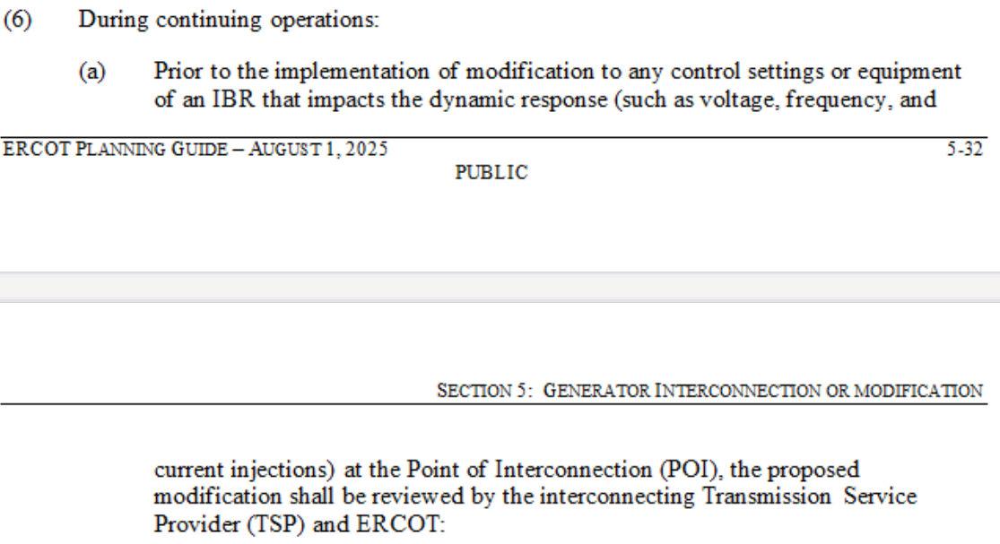 (6) During continuing operations:
(a) Prior to the implementation of modification to any control settings or equipment
of an IBR that impacts the dynamic response (such as voltage, frequency, and
ERCOT PLANNING GUIDE – AUGUST 1, 2025 5-32
PUBLIC
SECTION 5: GENERATOR INTERCONNECTION OR MODIFICATION
current injections) at the Point of Interconnection (POI), the proposed
modification shall be reviewed by the interconnecting Transmission Service
Provider (TSP) and ERCOT: